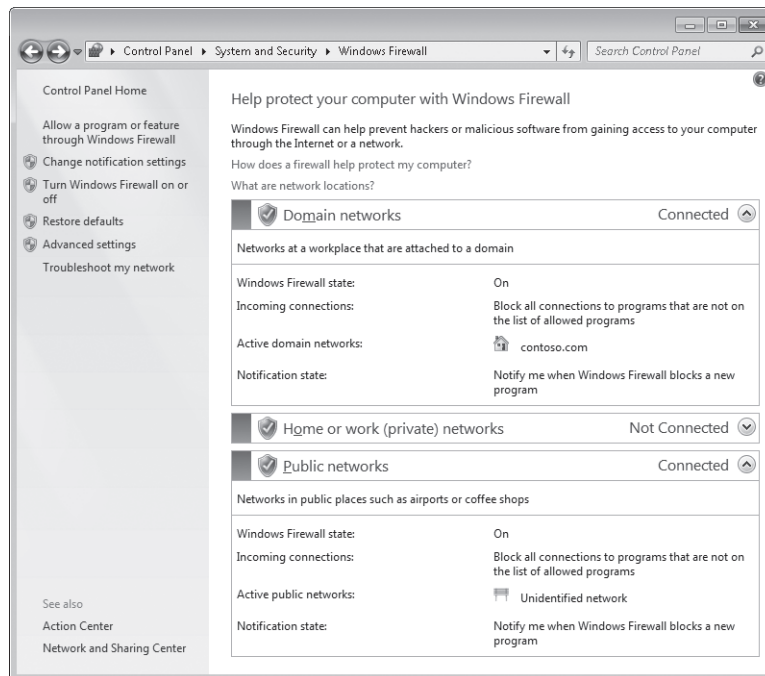 Control Panel
System and Security
Windows Firewall
Search Control Panel
Control Panel Home
Allow a program or feature
through Windows Firewall
Change notification settings
Turn Windows Firewall on or
off
Restore defaults
Advanced settings
Troubleshoot my network
See also
Action Center
Network and Sharing Center
Help protect your computer with Windows Firewall
Windows Firewall can help prevent hackers or malicious software from gaining access to your computer
through the Internet or a network.
How does a firewall help protect my computer?
What are network locations?
Domain networks Connected
Networks at a workplace that are attached to a domain
Windows Firewall state: On
Incoming connections: Block all connections to programs that are not on
the list of allowed programs
Active domain networks: contoso.com
Notification state: Notify me when Windows Firewall blocks a new
program
Home or work (private) networks Not Connected
Public networks Connected
Networks in public places such as airports or coffee shops
Windows Firewall state: On
Incoming connections: Block all connections to programs that are not on
the list of allowed programs
Active public networks: Unidentified network
Notification state: Notify me when Windows Firewall blocks a new
program